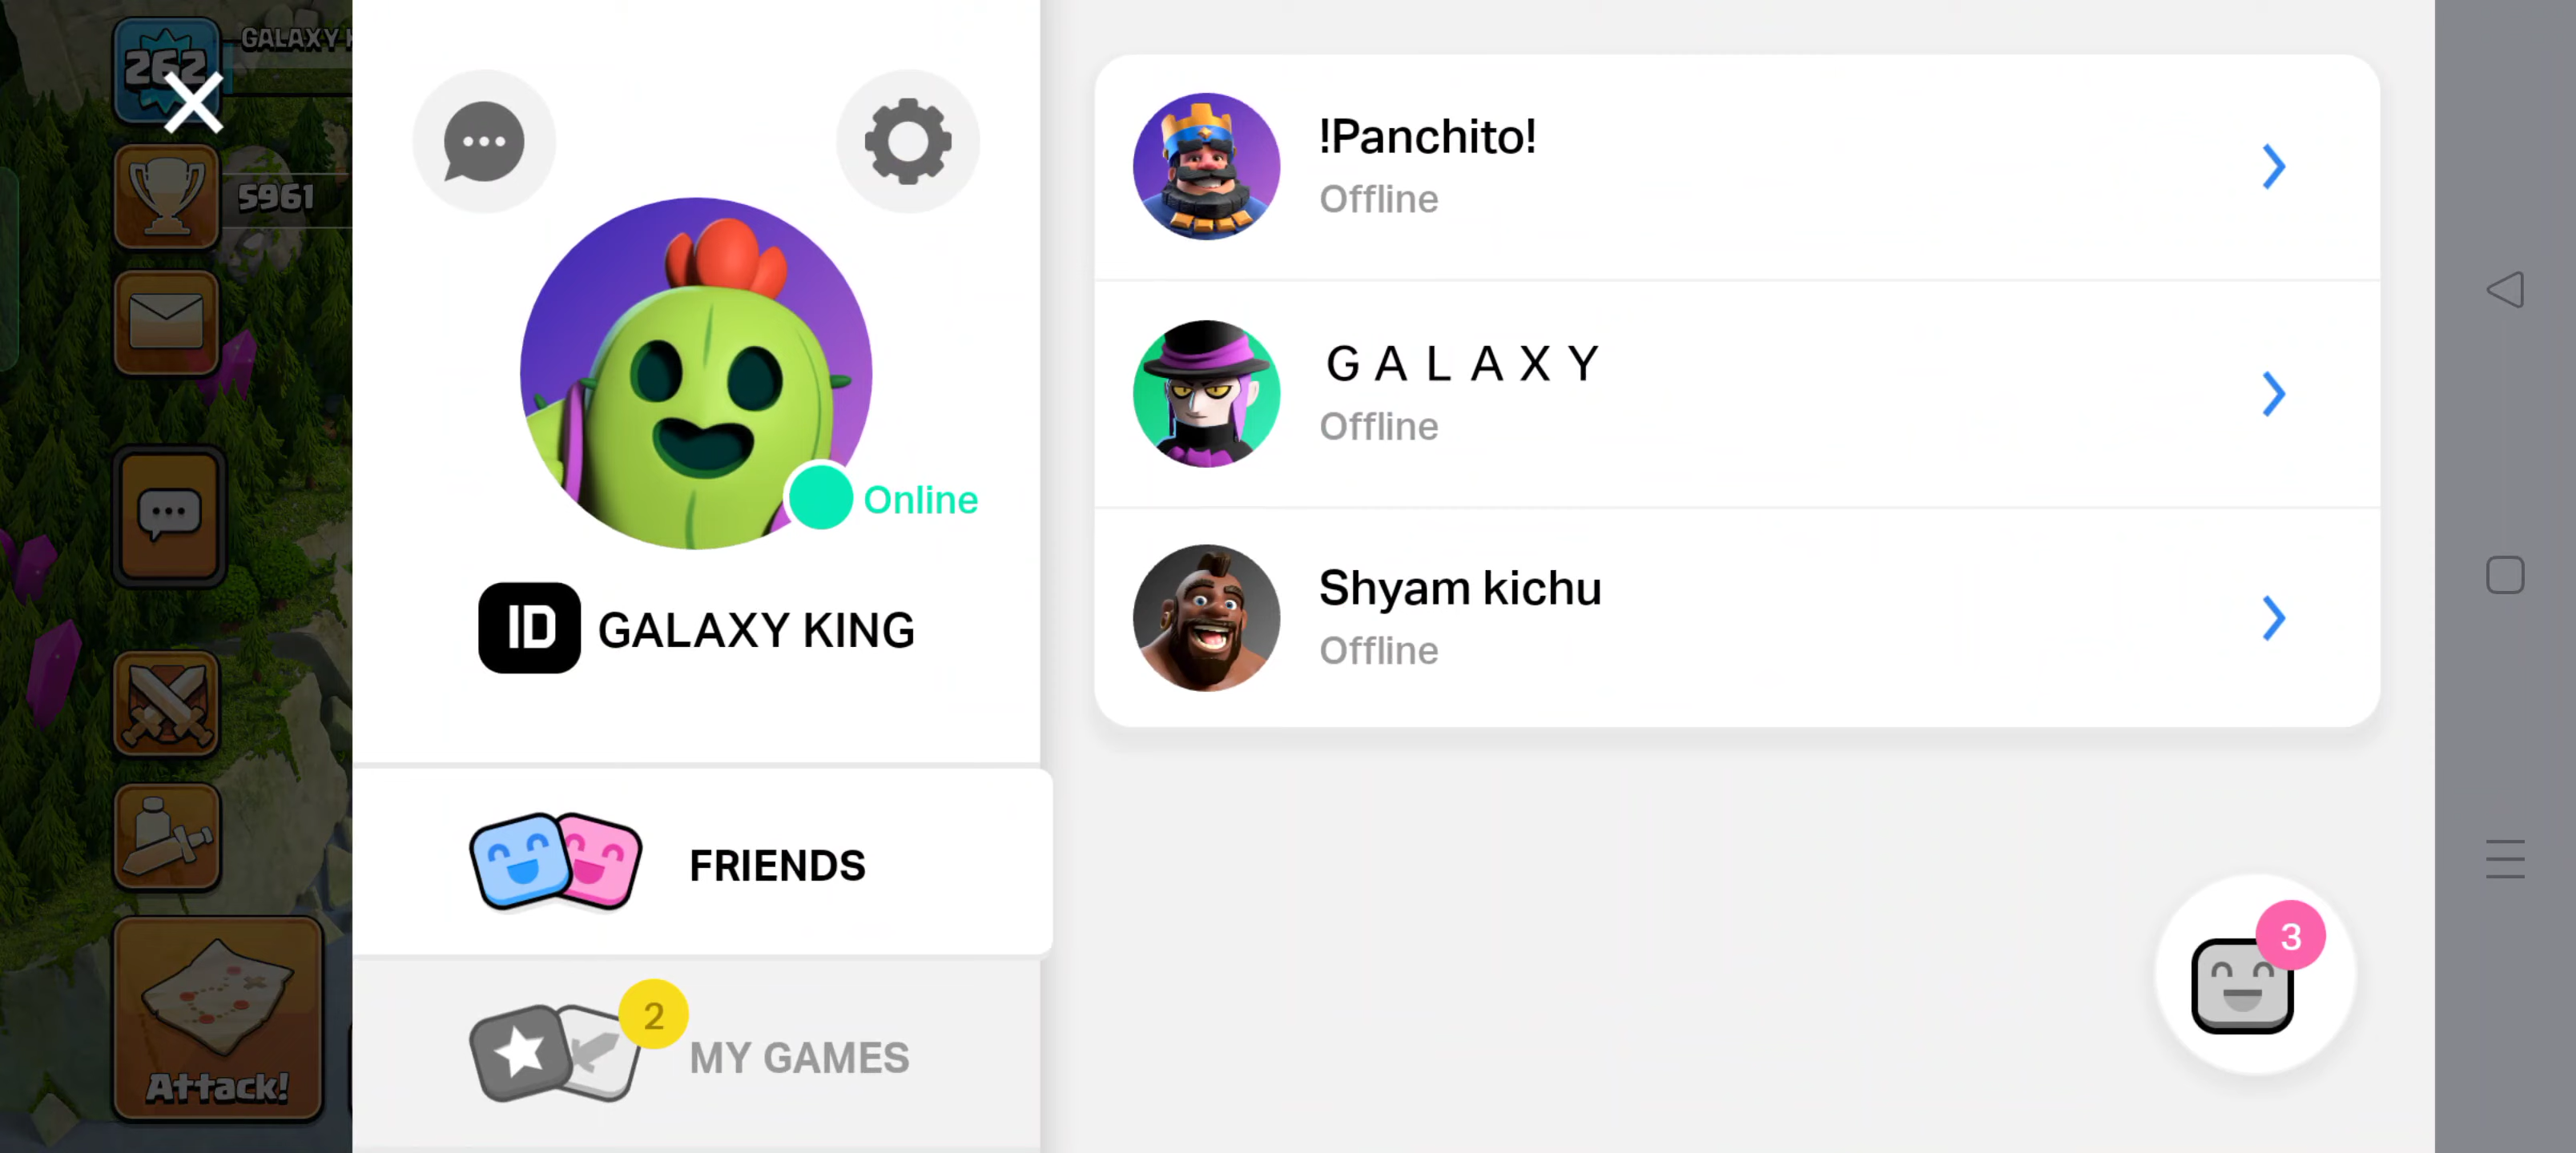 262
GALAXY K
5961
Attack!
Online
ID GALAXY KING
FRIENDS
2
MY GAMES
!Panchito!
Offline
G A L A X Y
Offline
Shyam kichu
Offline
3